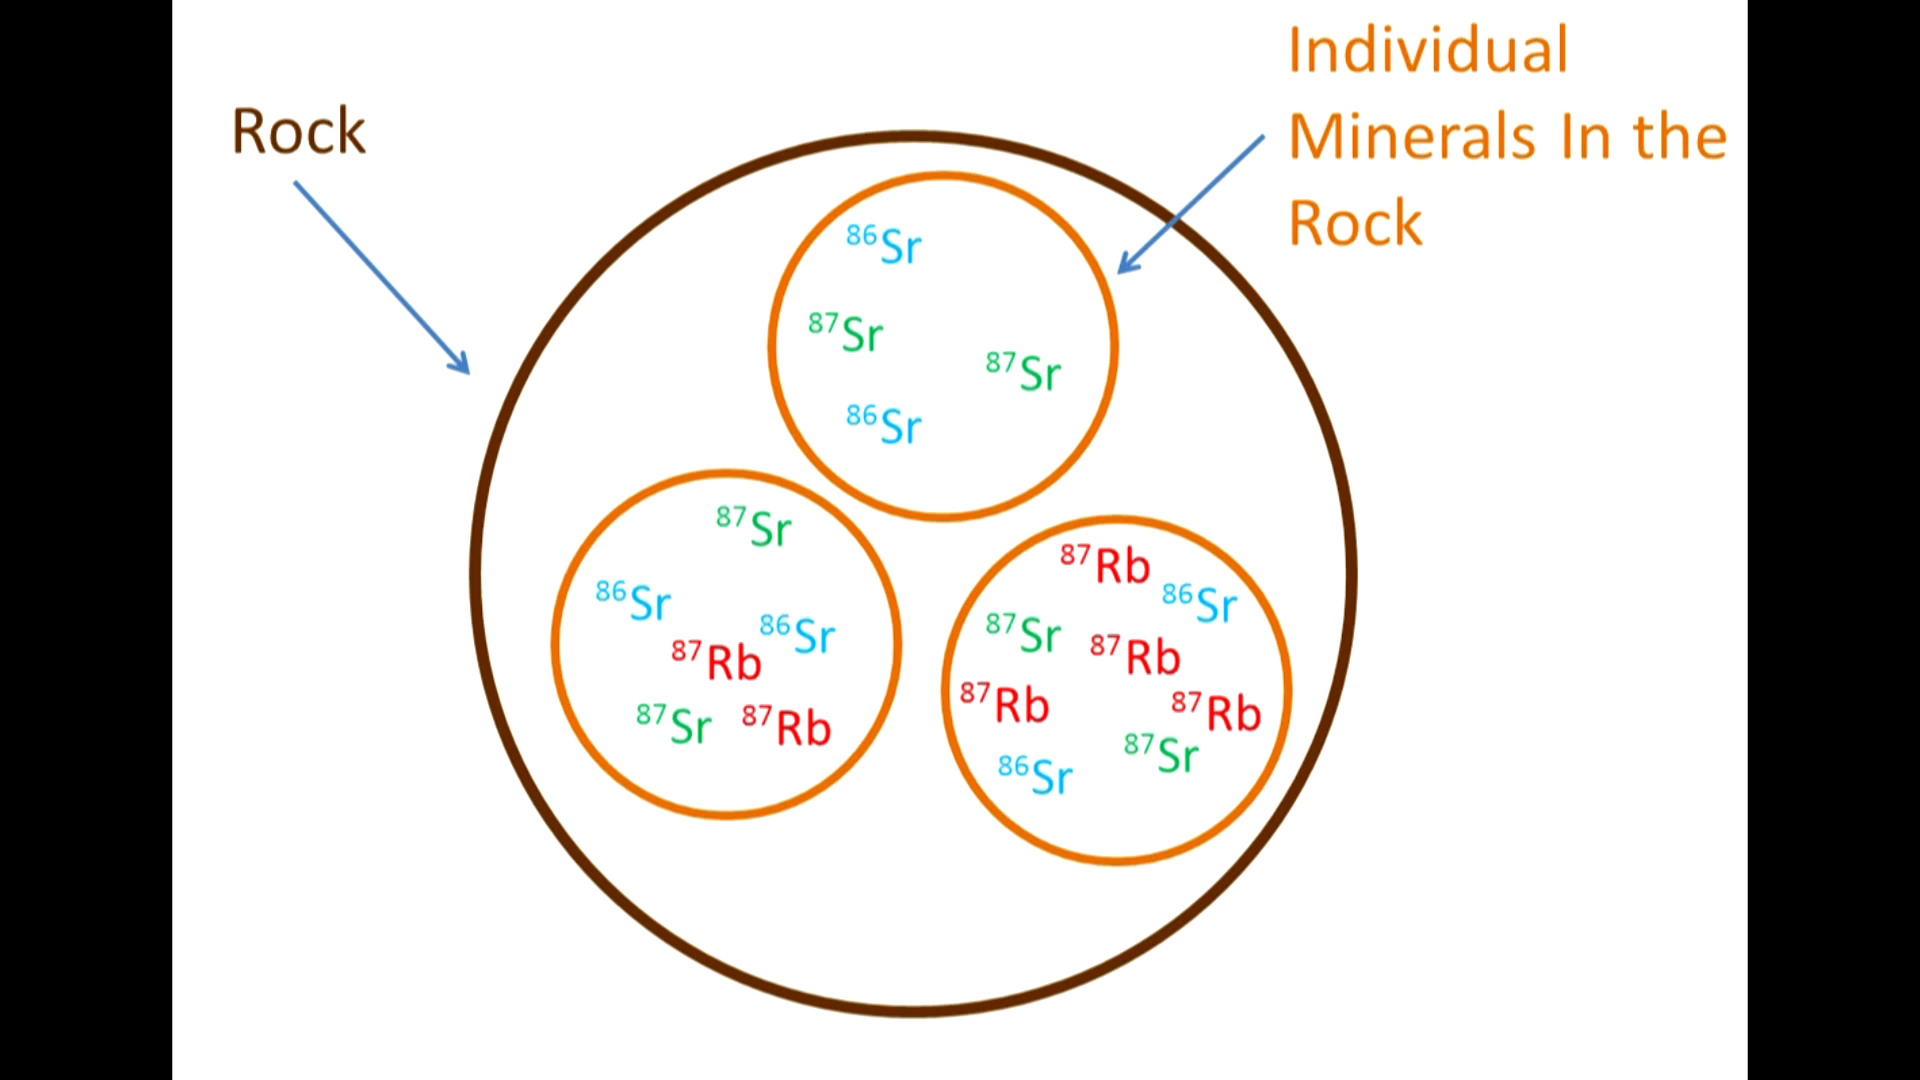 Individual
Minerals In the
Rock
Rock
⁸⁶Sr
⁸⁷Sr
⁸⁷Sr
⁸⁶Sr
⁸⁷Sr
⁸⁶Sr
⁸⁶Sr
⁸⁷Rb
⁸⁷Sr ⁸⁷Rb
⁸⁷Rb
⁸⁶Sr
⁸⁷Sr
⁸⁷Rb
⁸⁷Rb
⁸⁷Rb
⁸⁷Sr
⁸⁶Sr